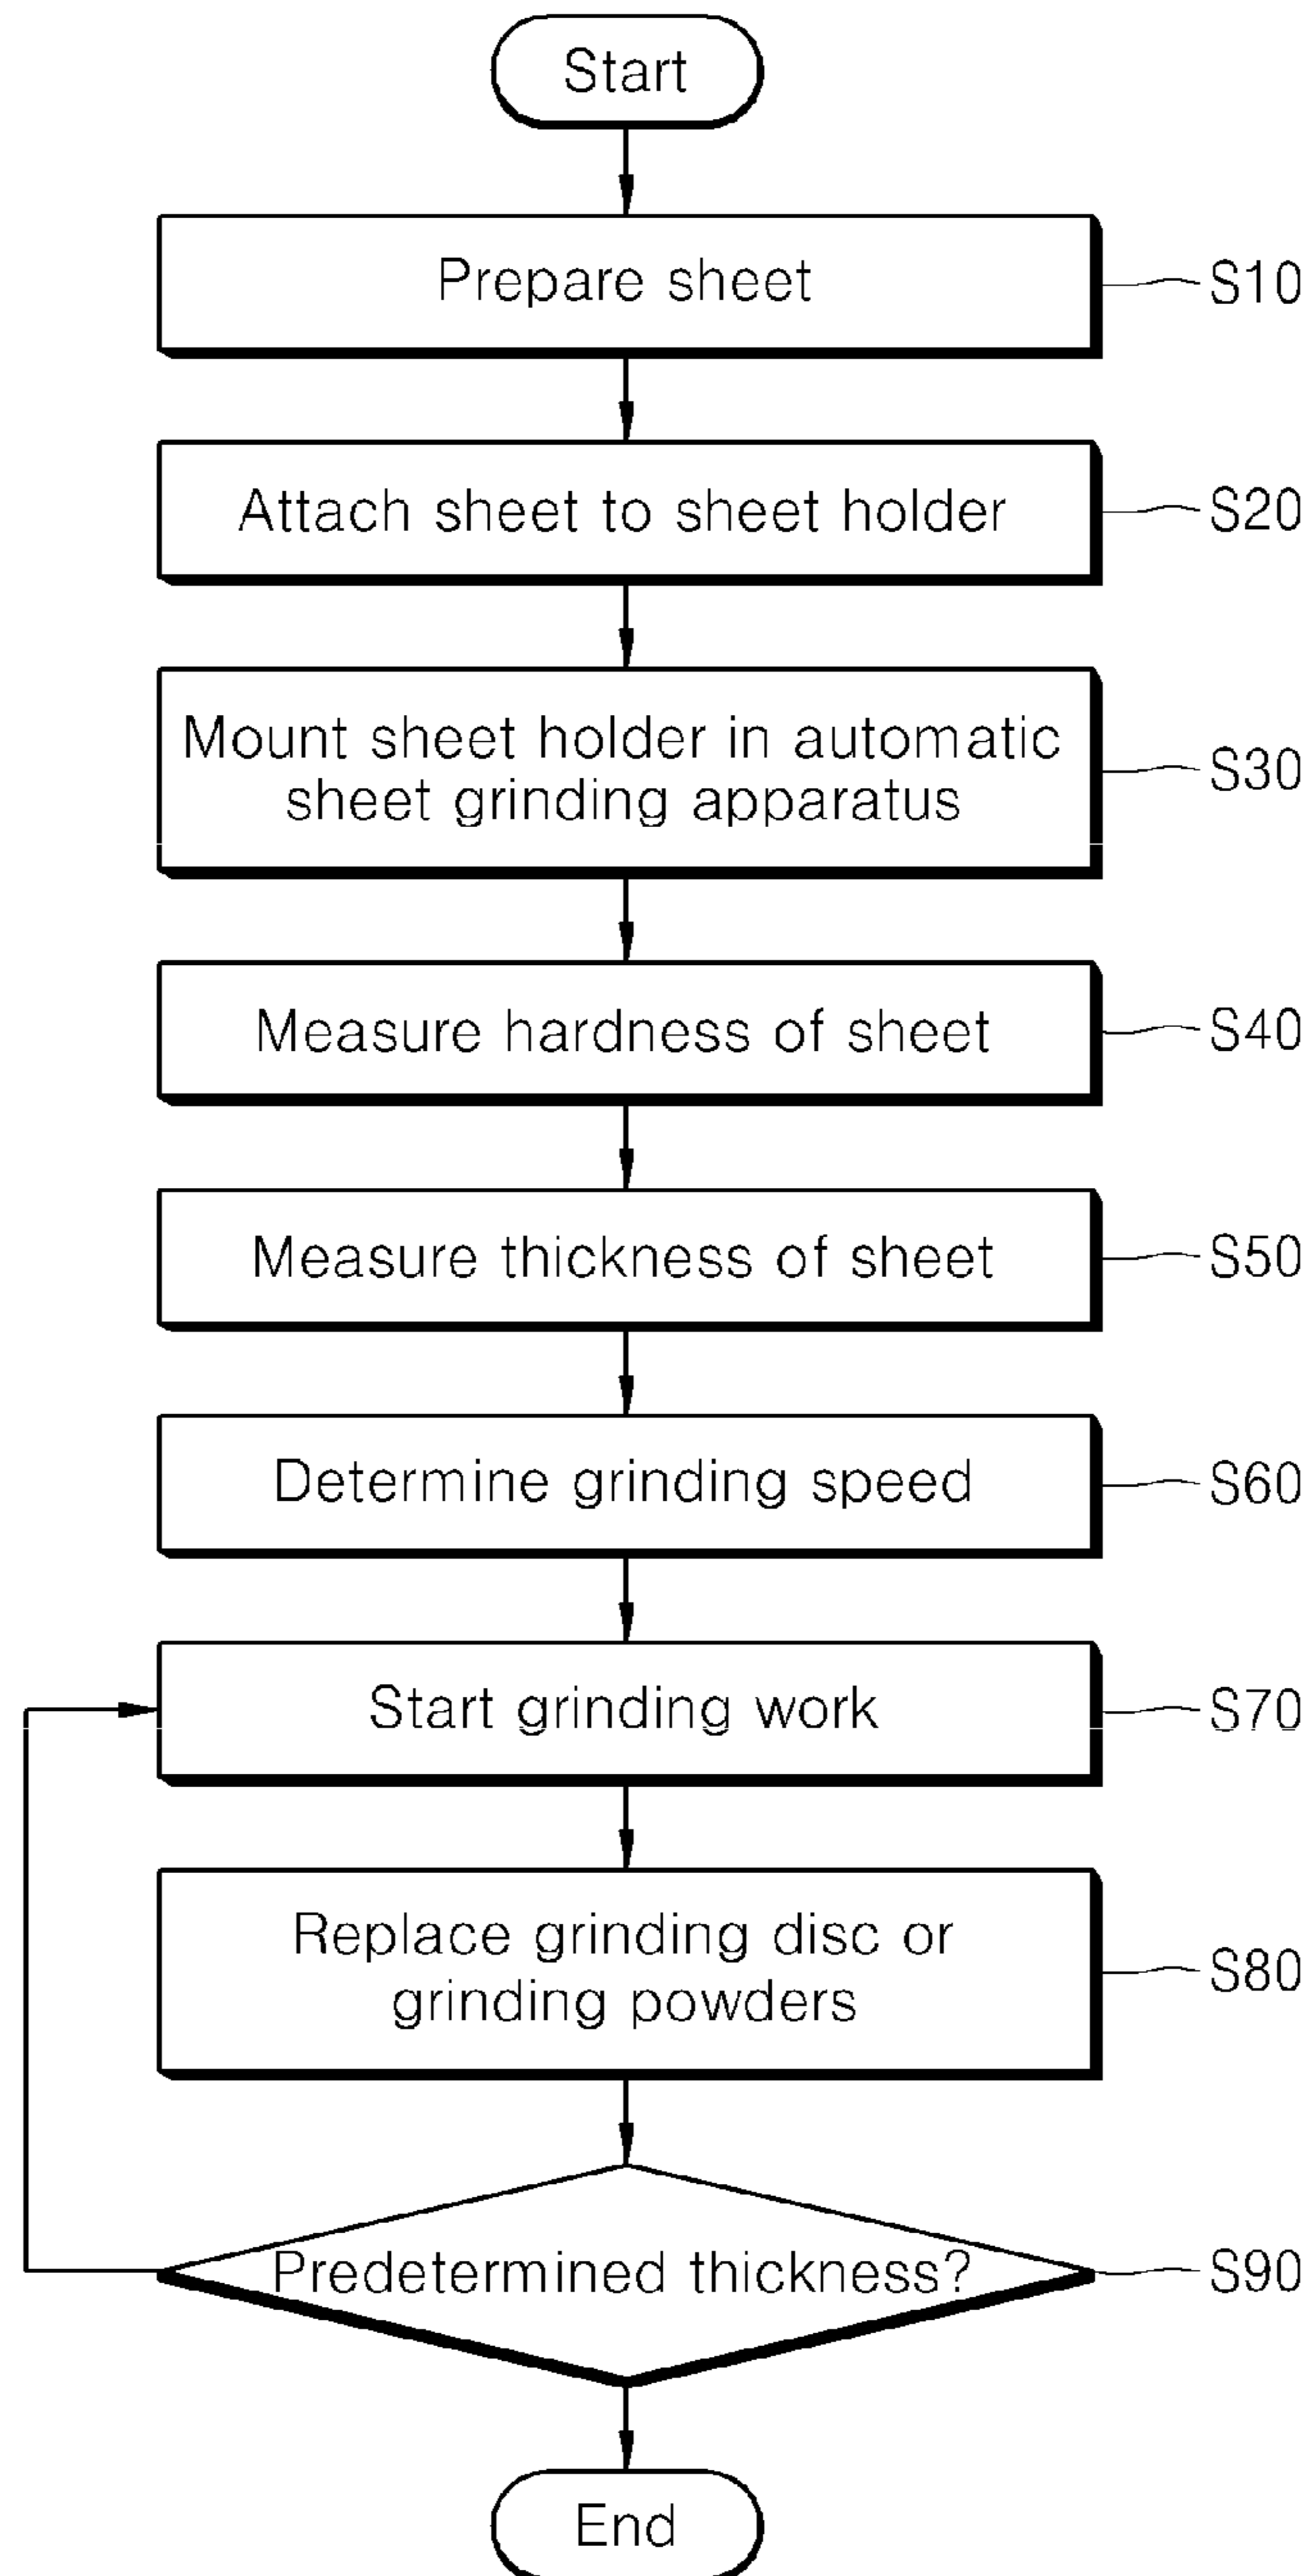 Start
Prepare sheet
S10
Attach sheet to sheet holder
S20
Mount sheet holder in automatic
sheet grinding apparatus
S30
Measure hardness of sheet
S40
Measure thickness of sheet
S50
Determine grinding speed
S60
Start grinding work
S70
Replace grinding disc or
grinding powders
S80
Predetermined thickness?
S90
End